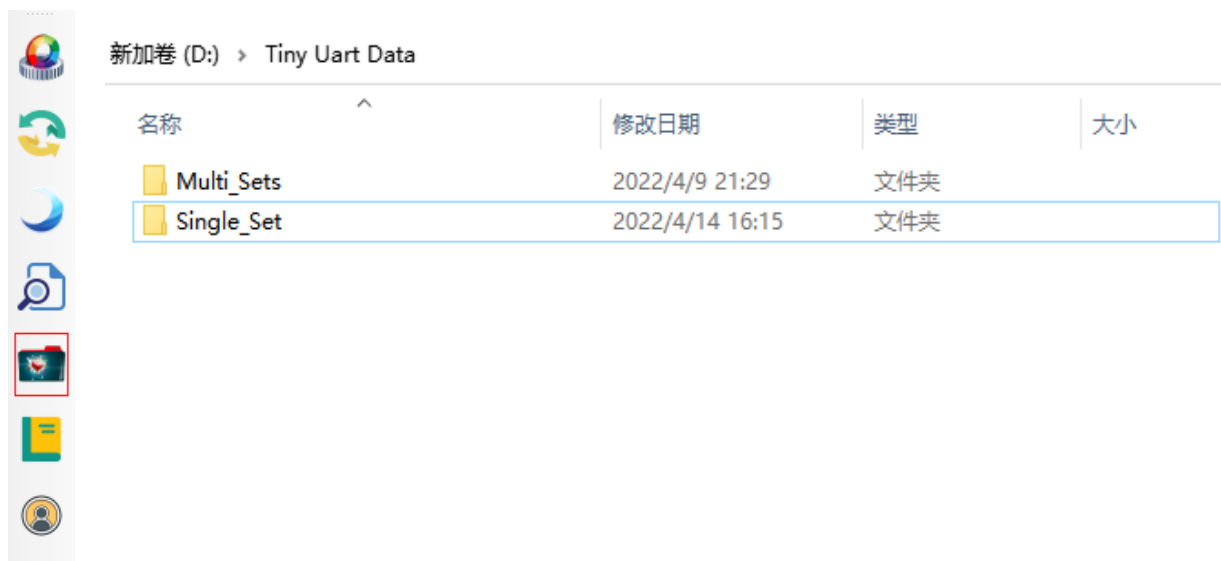 新加卷 (D:) > Tiny Uart Data
名称 修改日期 类型 大小
Multi_Sets 2022/4/9 21:29 文件夹
Single_Set 2022/4/14 16:15 文件夹